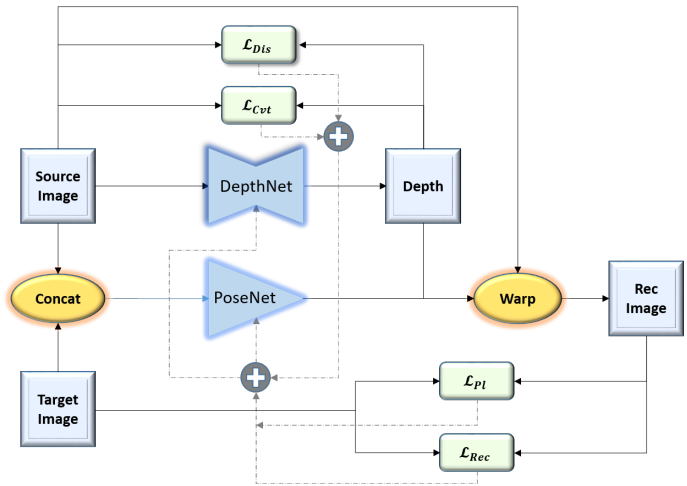 ℒ_Dis
ℒ_Cvt
Source
Image
DepthNet
Depth
Concat
PoseNet
Warp
Rec
Image
Target
Image
ℒ_Pl
ℒ_Rec